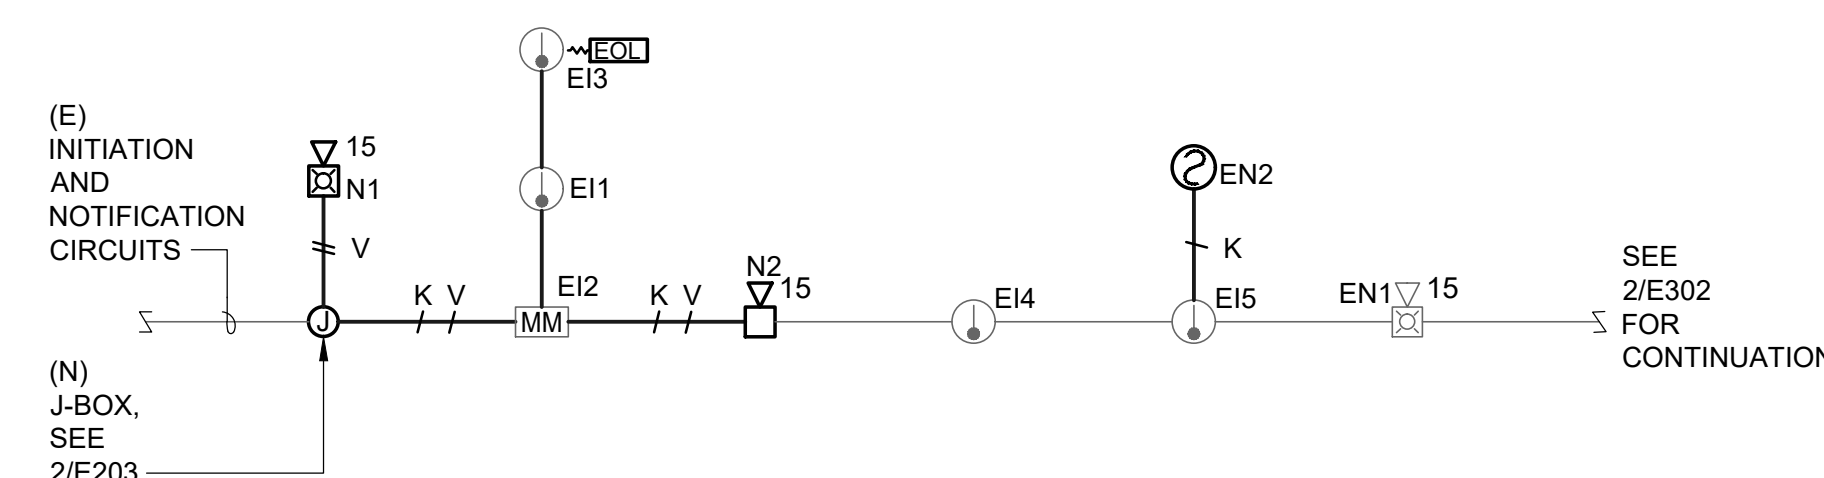 EOL
EI3
(E)
INITIATION
AND
NOTIFICATION
CIRCUITS
15
N1
V
EI1
EN2
K
J
K V
EI2
MM
K V
N2
15
EI4
EI5
EN1
15
SEE
2/E302
FOR
CONTINUATION
(N)
J-BOX,
SEE
2/E203